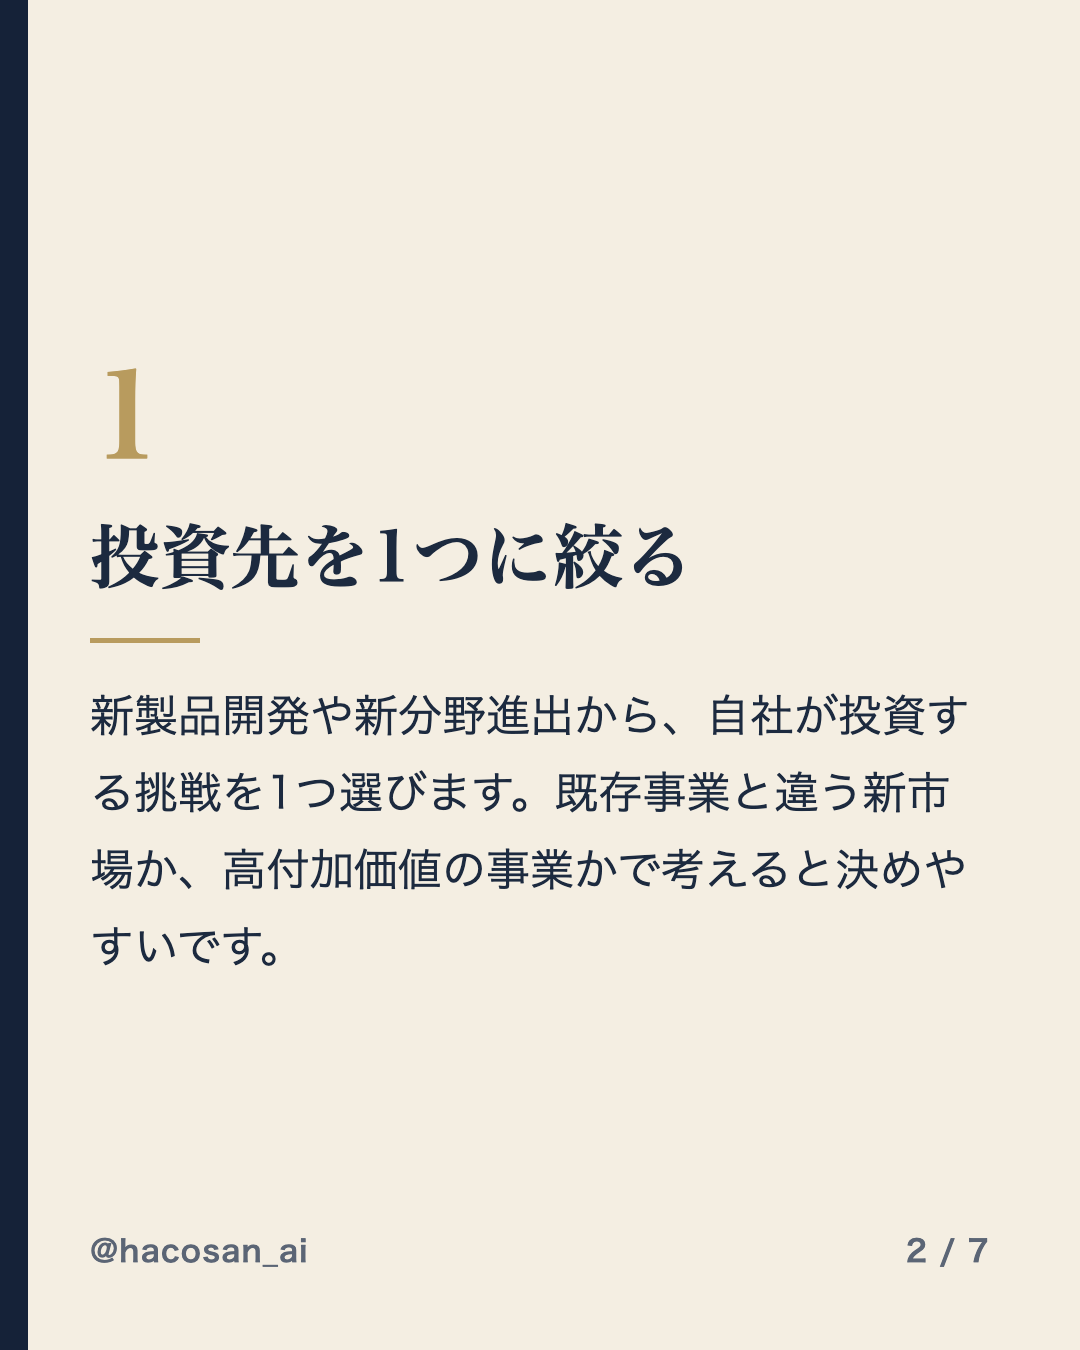 1
投資先を1つに絞る
新製品開発や新分野進出から、自社が投資す
る挑戦を1つ選びます。既存事業と違う新市
場か、高付加価値の事業かで考えると決めや
すいです。
@hacosan_ai
2 / 7